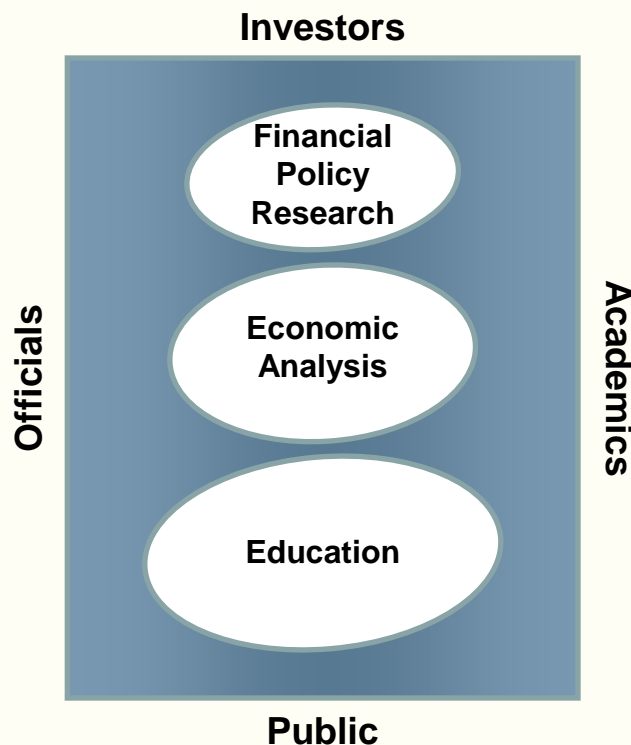 Investors
Financial
Policy
Research
Economic
Analysis
Education
Officials
Academics
Public